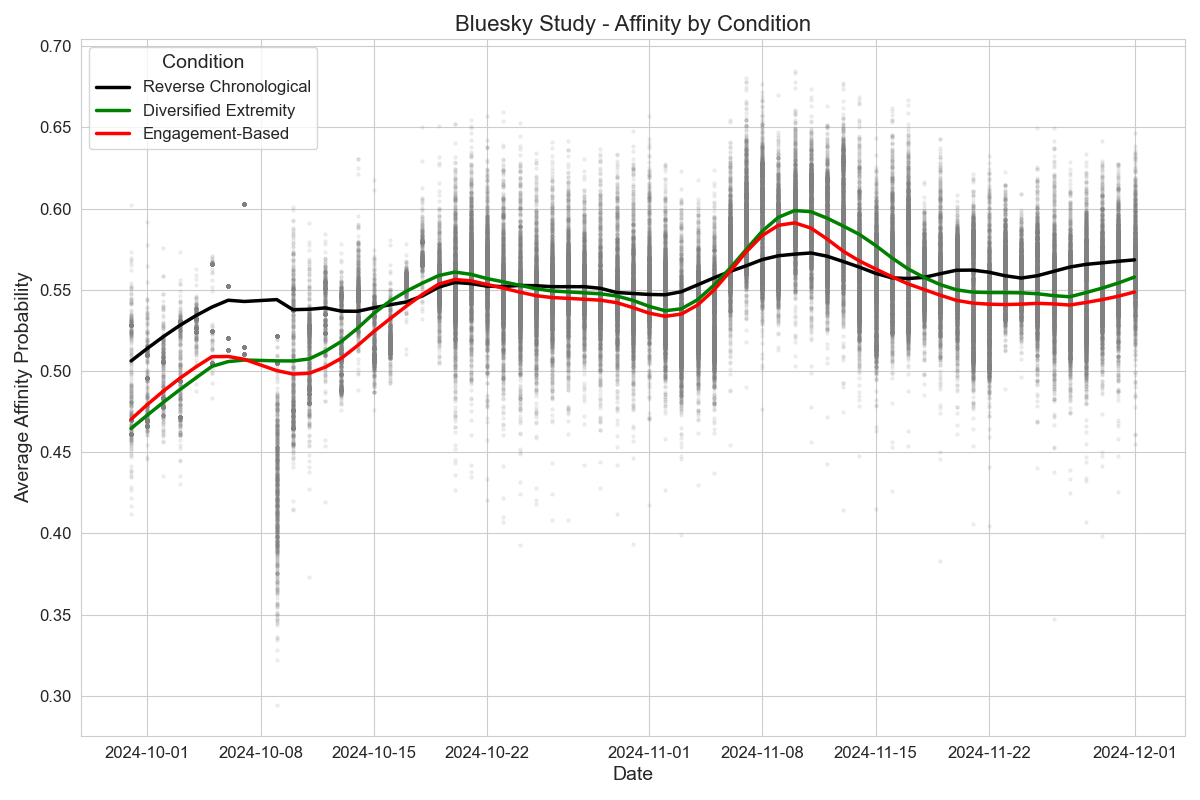 Bluesky Study - Affinity by Condition
Condition
Reverse Chronological
Diversified Extremity
Engagement-Based
Average Affinity Probability
0.70
0.65
0.60
0.55
0.50
0.45
0.40
0.35
0.30
2024-10-01 2024-10-08 2024-10-15 2024-10-22 2024-11-01 2024-11-08 2024-11-15 2024-11-22 2024-12-01
Date